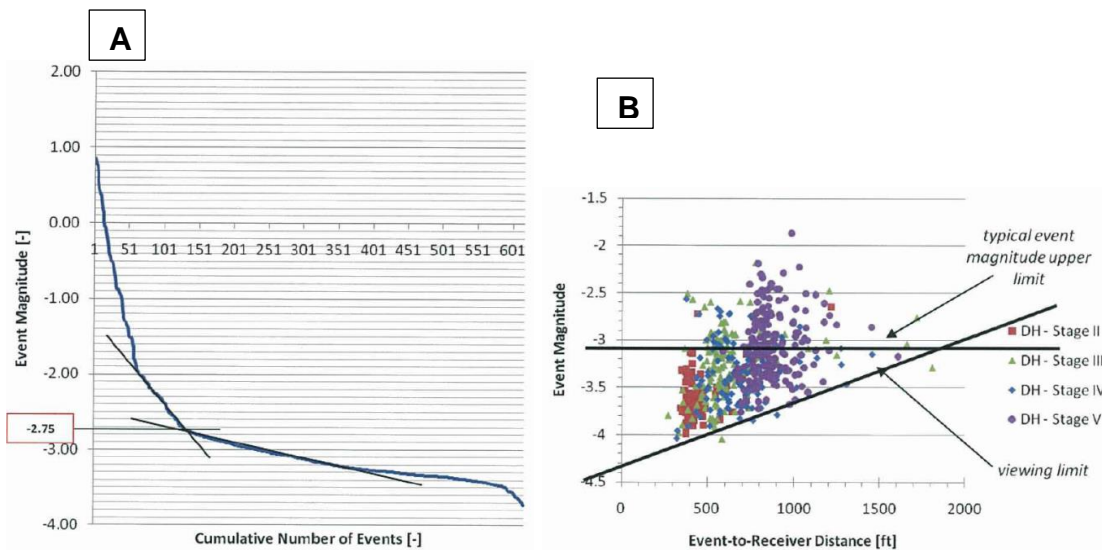 A
2.00
1.00
0.00
-1.00
-2.00
-3.00
-4.00
Event Magnitude [-]
1 51 101 151 201 251 301 351 401 451 501 551 601
-2.75
Cumulative Number of Events [-]
B
-1.5
-2
-2.5
-3
-3.5
-4
-4.5
Event Magnitude
0 500 1000 1500 2000
Event-to-Receiver Distance [ft]
typical event
magnitude upper
limit
DH - Stage II
DH - Stage III
DH - Stage IV
DH - Stage V
viewing limit